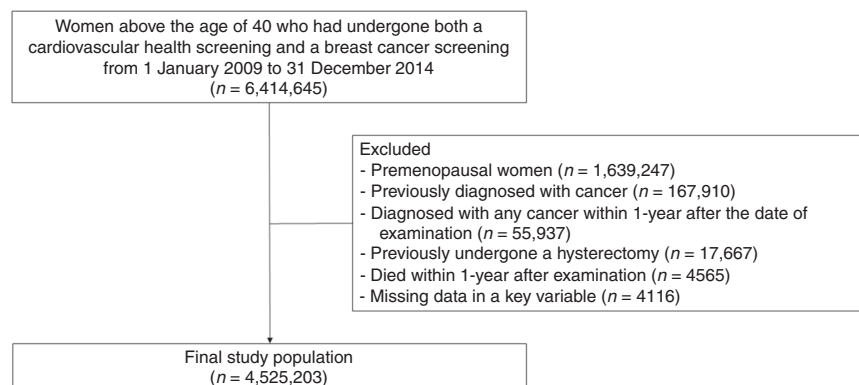 Women above the age of 40 who had undergone both a
cardiovascular health screening and a breast cancer screening
from 1 January 2009 to 31 December 2014
(n = 6,414,645)
Excluded
- Premenopausal women (n = 1,639,247)
- Previously diagnosed with cancer (n = 167,910)
- Diagnosed with any cancer within 1-year after the date of
examination (n = 55,937)
- Previously undergone a hysterectomy (n = 17,667)
- Died within 1-year after examination (n = 4565)
- Missing data in a key variable (n = 4116)
Final study population
(n = 4,525,203)